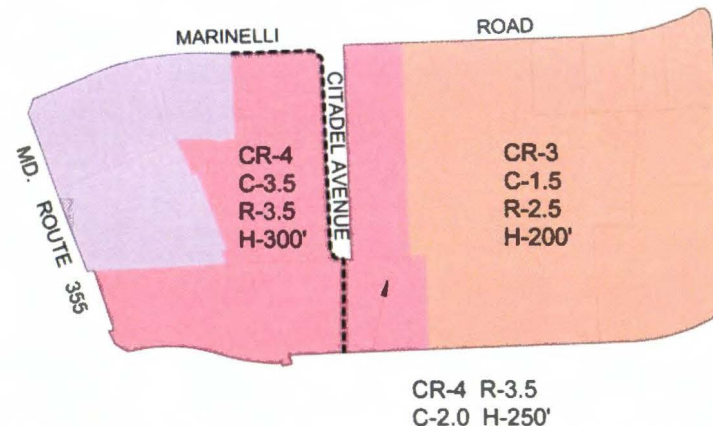 MARINELLI
ROAD
CITADEL AVENUE
MD. ROUTE 355
CR-4
C-3.5
R-3.5
H-300'
CR-3
C-1.5
R-2.5
H-200'
CR-4 R-3.5
C-2.0 H-250'